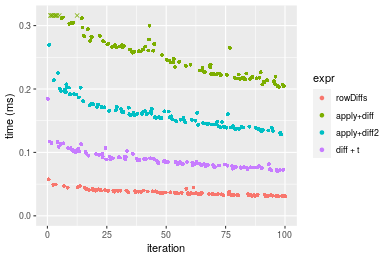 0.3
0.2
0.1
0.0
time (ms)
0
25
50
75
100
iteration
expr
rowDiffs
apply+diff
apply+diff2
diff + t